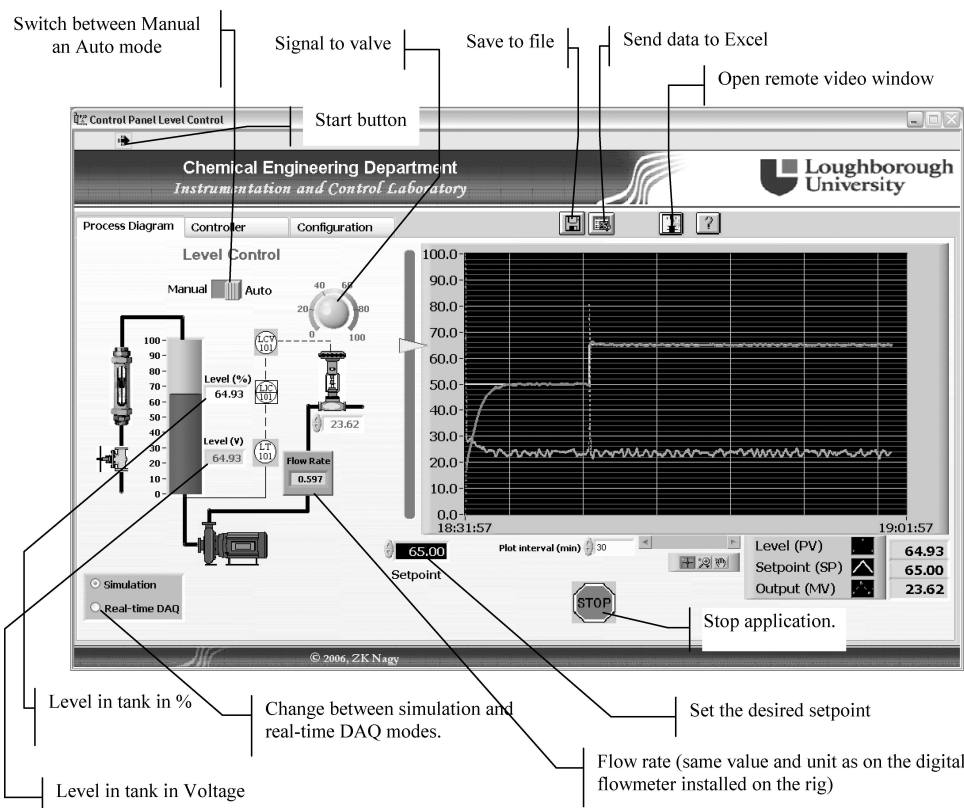 Switch between Manual
an Auto mode
Signal to valve
Save to file
Send data to Excel
Open remote video window
Control Panel Level Control
Start button
Chemical Engineering Department
Instrumentation and Control Laboratory
Loughborough
University
Process Diagram
Controller
Configuration
?
Level Control
Manual
Auto
0
20
40
60
80
100
100
90
80
70
60
50
40
30
20
10
0
Level (%)
64.93
Level (V)
64.93
LCV
101
LIC
101
LT
101
23.62
Flow Rate
0.597
100.0
90.0
80.0
70.0
60.0
50.0
40.0
30.0
20.0
10.0
0.0
18:31:57
19:01:57
65.00
Setpoint
Plot interval (min)
30
Level (PV)
64.93
Setpoint (SP)
65.00
Output (MV)
23.62
Simulation
Real-time DAQ
STOP
Stop application.
© 2006, ZK Nagy
Level in tank in %
Change between simulation and
real-time DAQ modes.
Set the desired setpoint
Flow rate (same value and unit as on the digital
flowmeter installed on the rig)
Level in tank in Voltage